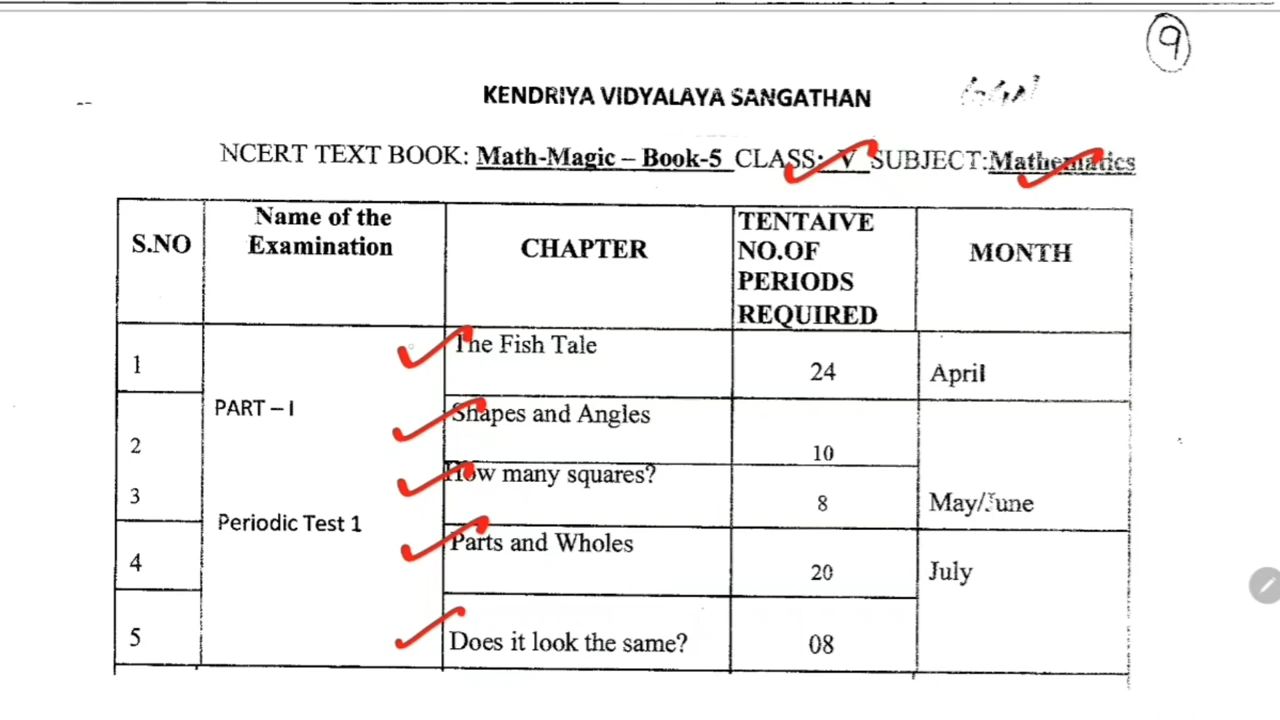 9
KENDRIYA VIDYALAYA SANGATHAN
NCERT TEXT BOOK: Math-Magic – Book-5 CLASS: V SUBJECT:Mathematics
S.NO
Name of the
Examination
CHAPTER
TENTAIVE
NO.OF
PERIODS
REQUIRED
MONTH
1
The Fish Tale
24
April
PART – I
2
Shapes and Angles
10
3
How many squares?
8
May/June
Periodic Test 1
4
Parts and Wholes
20
July
5
Does it look the same?
08